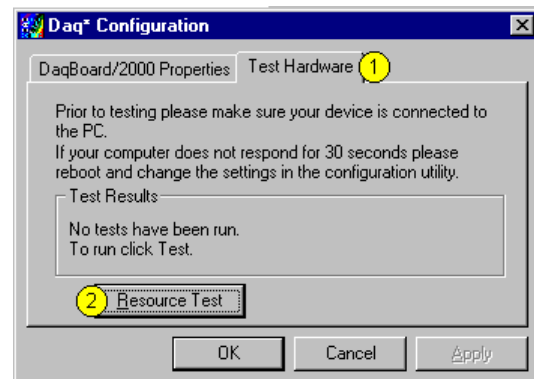 Daq* Configuration
DaqBoard/2000 Properties Test Hardware 1
Prior to testing please make sure your device is connected to
the PC.
If your computer does not respond for 30 seconds please
reboot and change the settings in the configuration utility.
Test Results
No tests have been run.
To run click Test.
2 Resource Test
OK Cancel Apply